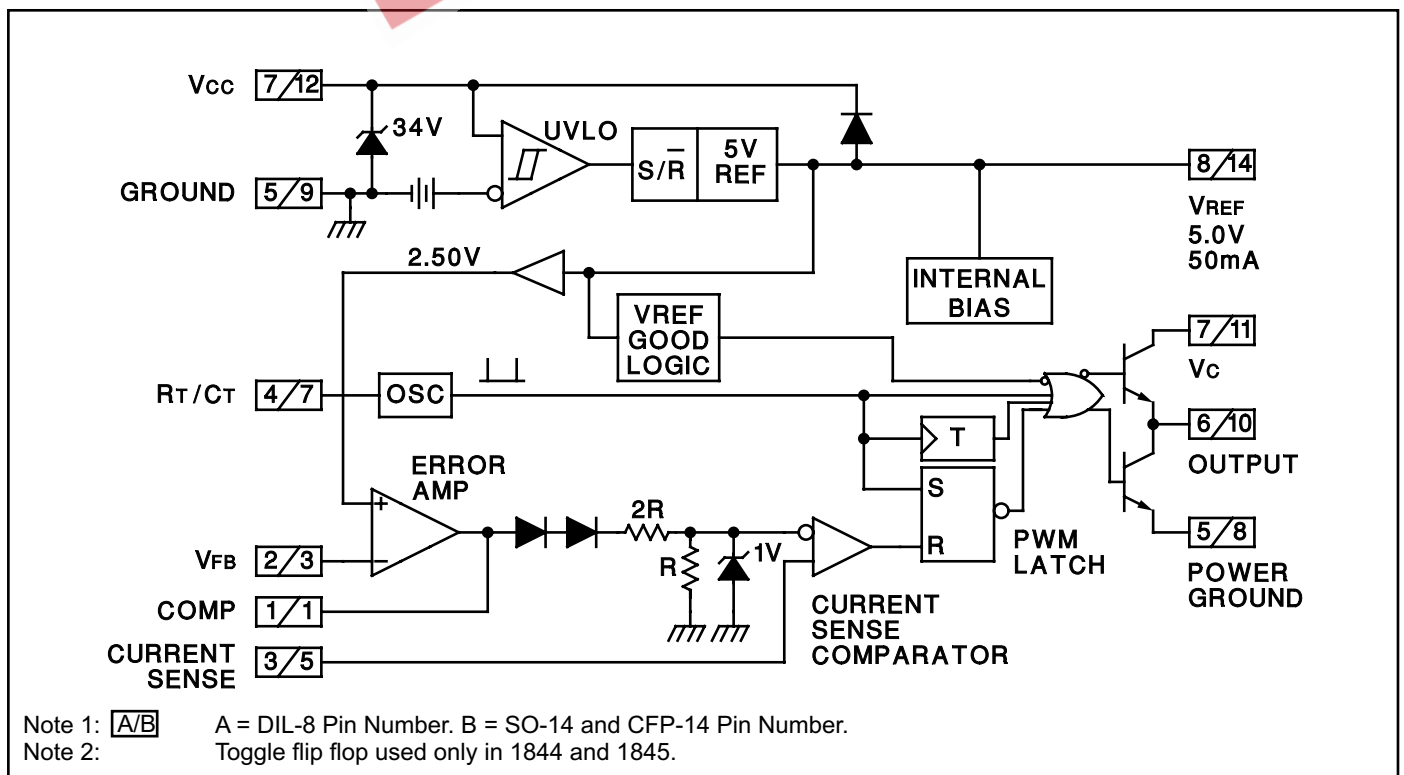 VCC 7/12
34V
UVLO
S/R
5V
REF
GROUND 5/9
8/14
VREF
5.0V
50mA
2.50V
INTERNAL
BIAS
VREF
GOOD
LOGIC
7/11
VC
RT/CT 4/7 OSC
T
6/10
OUTPUT
ERROR
AMP
+
−
2R
R
1V
S
R
PWM
LATCH
VFB 2/3
5/8
POWER
GROUND
COMP 1/1
CURRENT
SENSE
COMPARATOR
CURRENT
SENSE
3/5
Note 1: A/B A = DIL-8 Pin Number. B = SO-14 and CFP-14 Pin Number.
Note 2: Toggle flip flop used only in 1844 and 1845.